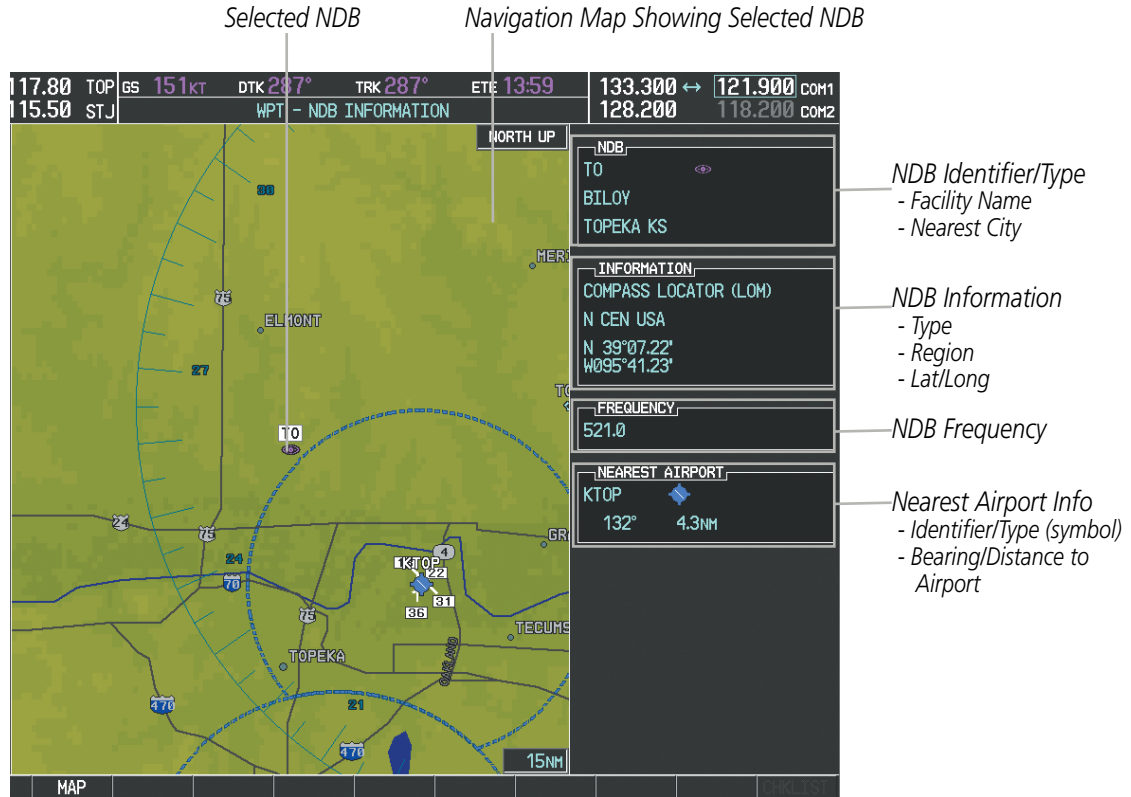 Selected NDB
Navigation Map Showing Selected NDB
117.80 TOP GS 151KT DTK 287° TRK 287° ETE 13:59 133.300 ↔ 121.900 COM1
115.50 STJ WPT - NDB INFORMATION 128.200 118.200 COM2
NORTH UP
30
MER
75
ELMONT
27
TO
TO
24
75
GR
24
4
KTOP
22
70
31
36
75
TECUMS
TOPEKA
OAKLAND
470
21
470
15NM
NDB
TO
BILOY
TOPEKA KS
INFORMATION
COMPASS LOCATOR (LOM)
N CEN USA
N 39°07.22'
W095°41.23'
FREQUENCY
521.0
NEAREST AIRPORT
KTOP
132° 4.3NM
NDB Identifier/Type
- Facility Name
- Nearest City
NDB Information
- Type
- Region
- Lat/Long
NDB Frequency
Nearest Airport Info
- Identifier/Type (symbol)
- Bearing/Distance to
Airport
MAP CHKLIST